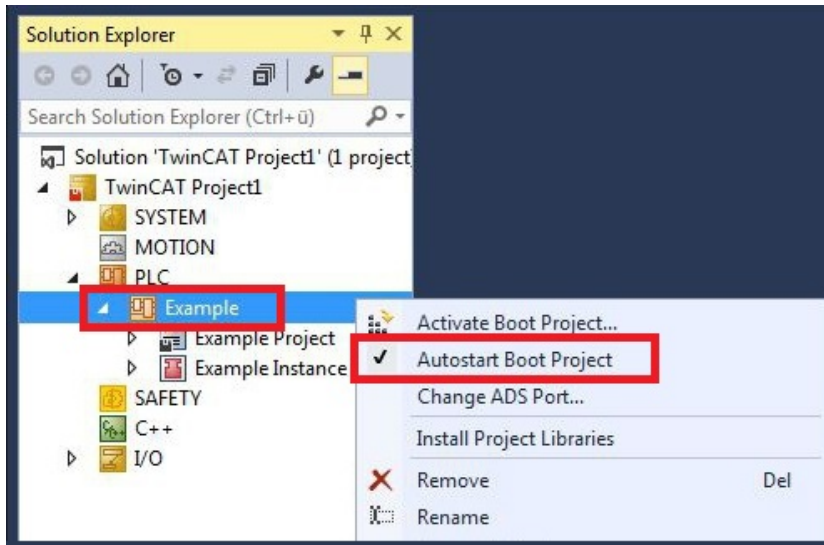 Solution Explorer
Search Solution Explorer (Ctrl+ü)
Solution 'TwinCAT Project1' (1 project
TwinCAT Project1
SYSTEM
MOTION
PLC
Example
Example Project
Example Instance
SAFETY
C++
I/O
Activate Boot Project...
Autostart Boot Project
Change ADS Port...
Install Project Libraries
Remove Del
Rename